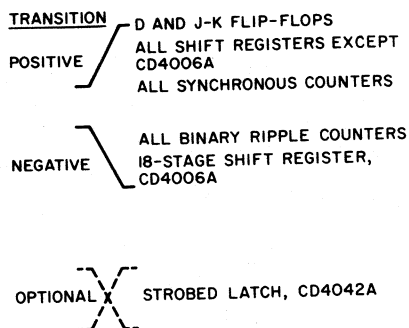 TRANSITION
POSITIVE
D AND J-K FLIP-FLOPS
ALL SHIFT REGISTERS EXCEPT
CD4006A
ALL SYNCHRONOUS COUNTERS
NEGATIVE
ALL BINARY RIPPLE COUNTERS
18-STAGE SHIFT REGISTER,
CD4006A
OPTIONAL
STROBED LATCH, CD4042A